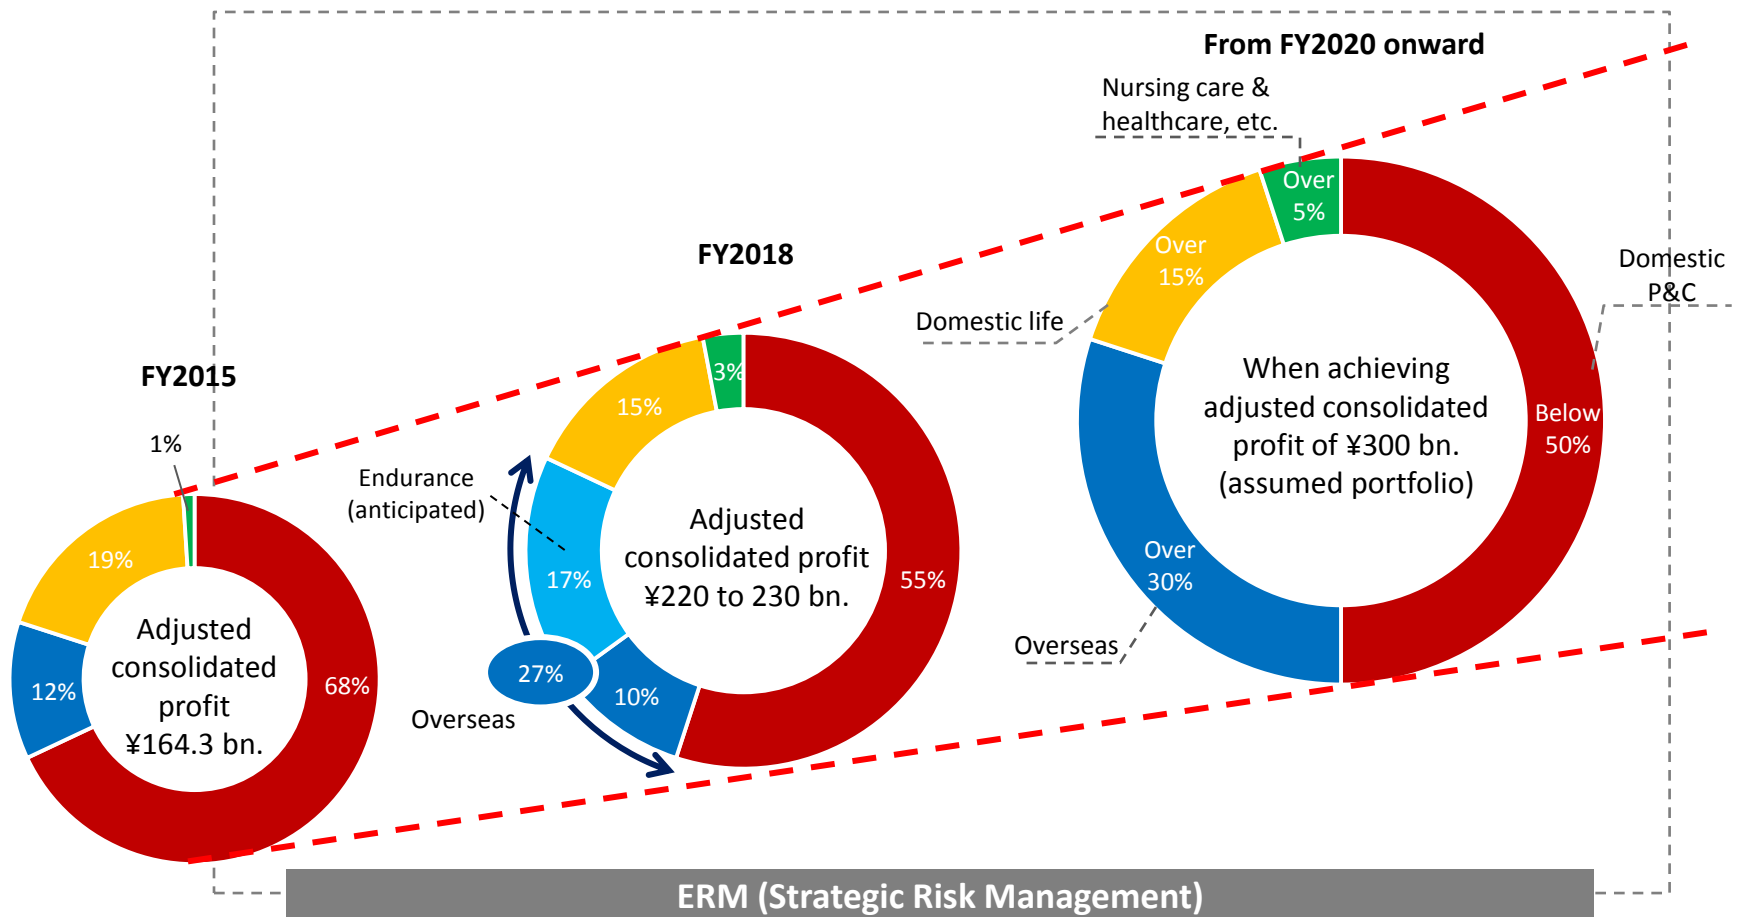 From FY2020 onward
Nursing care &
healthcare, etc.
Over
5%
Over
15%
Domestic
P&C
Domestic life
When achieving
adjusted consolidated
profit of ¥300 bn.
(assumed portfolio)
Below
50%
Over
30%
Overseas
FY2018
3%
15%
Endurance
(anticipated)
17%
Adjusted
consolidated profit
¥220 to 230 bn.
55%
27%
10%
Overseas
FY2015
1%
19%
12%
Adjusted
consolidated
profit
¥164.3 bn.
68%
ERM (Strategic Risk Management)